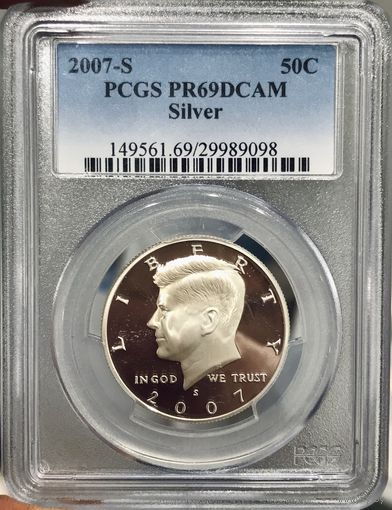 2007-S 50C
PCGS PR69DCAM
Silver
149561.69/29989098
LIBERTY
IN GOD WE TRUST
S
2007
PCGS